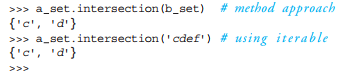 >>> a_set.intersection(b_set) # method approach
{'c', 'd'}
>>> a_set.intersection('cdef') # using iterable
{'c', 'd'}
>>>